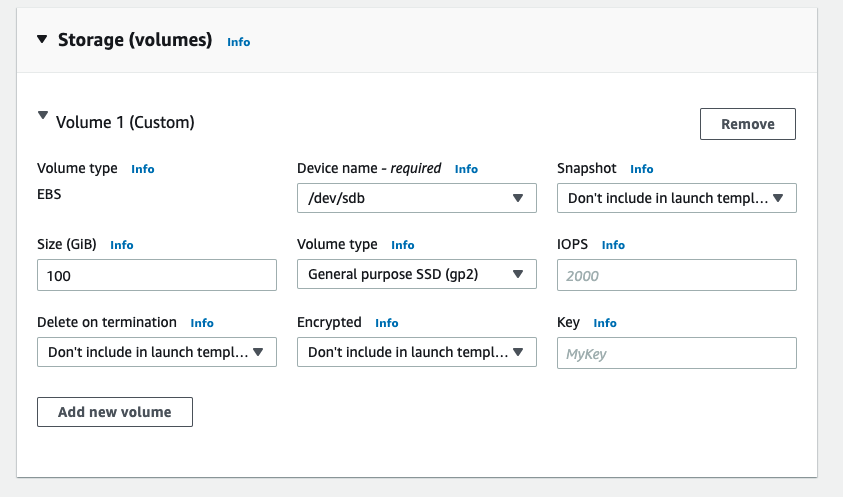 Storage (volumes) Info
Volume 1 (Custom)
Remove
Volume type Info
Device name - required Info
Snapshot Info
EBS
/dev/sdb
Don't include in launch templ...
Size (GiB) Info
Volume type Info
IOPS Info
100
General purpose SSD (gp2)
2000
Delete on termination Info
Encrypted Info
Key Info
Don't include in launch templ...
Don't include in launch templ...
MyKey
Add new volume